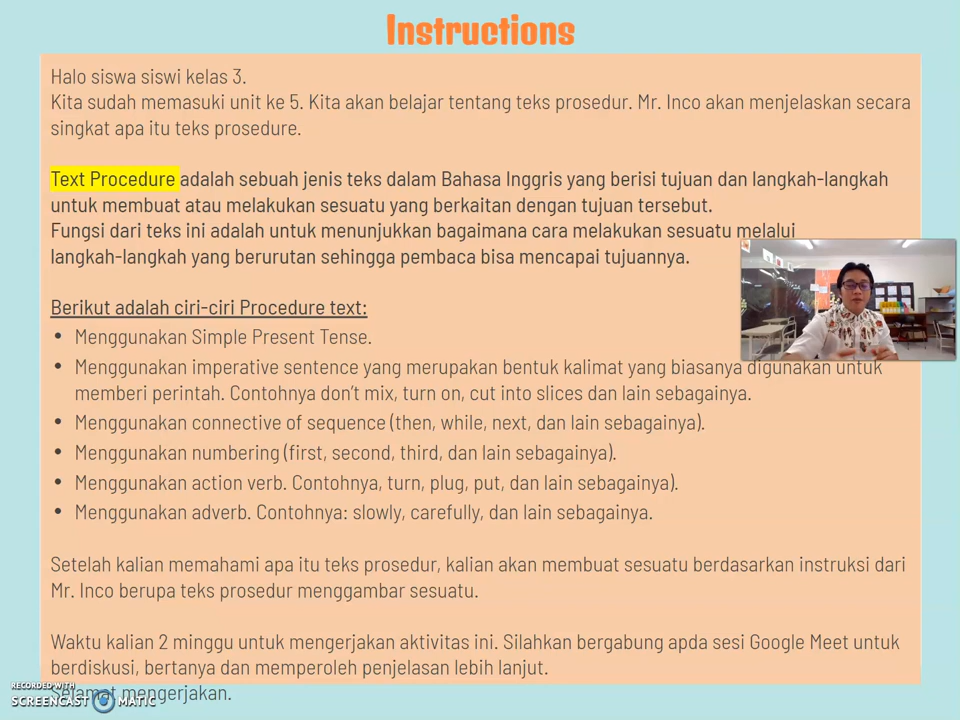 Instructions
Halo siswa siswi kelas 3.
Kita sudah memasuki unit ke 5. Kita akan belajar tentang teks prosedur. Mr. Inco akan menjelaskan secara
singkat apa itu teks prosedure.
Text Procedure adalah sebuah jenis teks dalam Bahasa Inggris yang berisi tujuan dan langkah-langkah
untuk membuat atau melakukan sesuatu yang berkaitan dengan tujuan tersebut.
Fungsi dari teks ini adalah untuk menunjukkan bagaimana cara melakukan sesuatu melalui
langkah-langkah yang berurutan sehingga pembaca bisa mencapai tujuannya.
Berikut adalah ciri-ciri Procedure text:
• Menggunakan Simple Present Tense.
• Menggunakan imperative sentence yang merupakan bentuk kalimat yang biasanya digunakan untuk
memberi perintah. Contohnya don't mix, turn on, cut into slices dan lain sebagainya.
• Menggunakan connective of sequence (then, while, next, dan lain sebagainya).
• Menggunakan numbering (first, second, third, dan lain sebagainya).
• Menggunakan action verb. Contohnya, turn, plug, put, dan lain sebagainya).
• Menggunakan adverb. Contohnya: slowly, carefully, dan lain sebagainya.
Setelah kalian memahami apa itu teks prosedur, kalian akan membuat sesuatu berdasarkan instruksi dari
Mr. Inco berupa teks prosedur menggambar sesuatu.
Waktu kalian 2 minggu untuk mengerjakan aktivitas ini. Silahkan bergabung apda sesi Google Meet untuk
berdiskusi, bertanya dan memperoleh penjelasan lebih lanjut.
Selamat mengerjakan.
RECORDED WITH
SCREENCAST MATIC